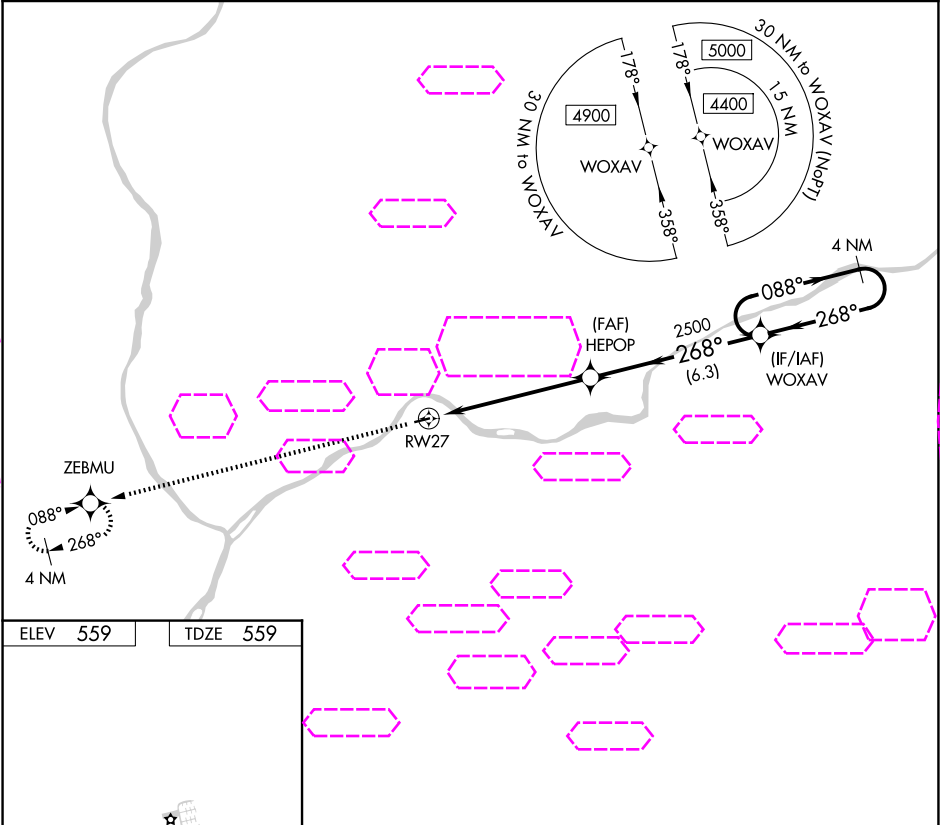 178°
178°
5000
30 NM to WOXAV (NoPT)
15 NM
4400
4900
30 NM to WOXAV
WOXAV
WOXAV
358°
358°
4 NM
088°
268°
2500
268°
(6.3)
(FAF)
HEPOP
(IF/IAF)
WOXAV
RW27
ZEBMU
088°
268°
4 NM
ELEV 559
TDZE 559